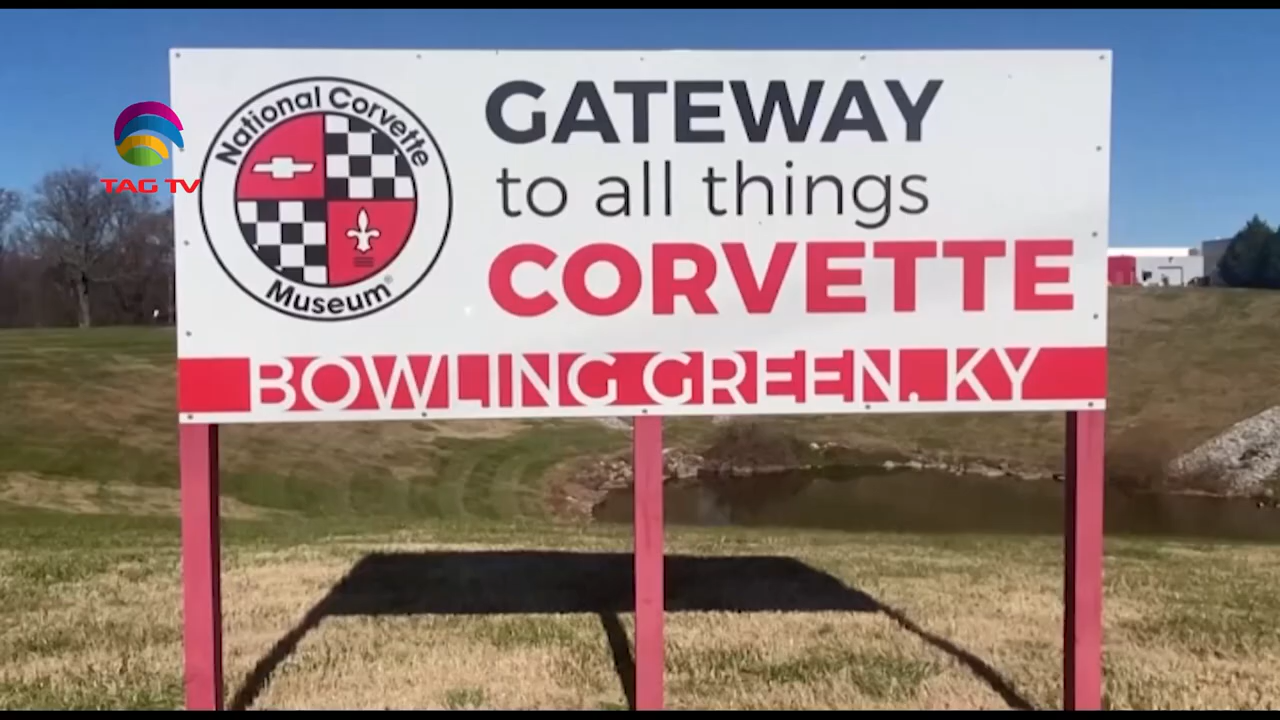 TAG TV
National Corvette
Museum®
GATEWAY
to all things
CORVETTE
BOWLING GREEN, KY